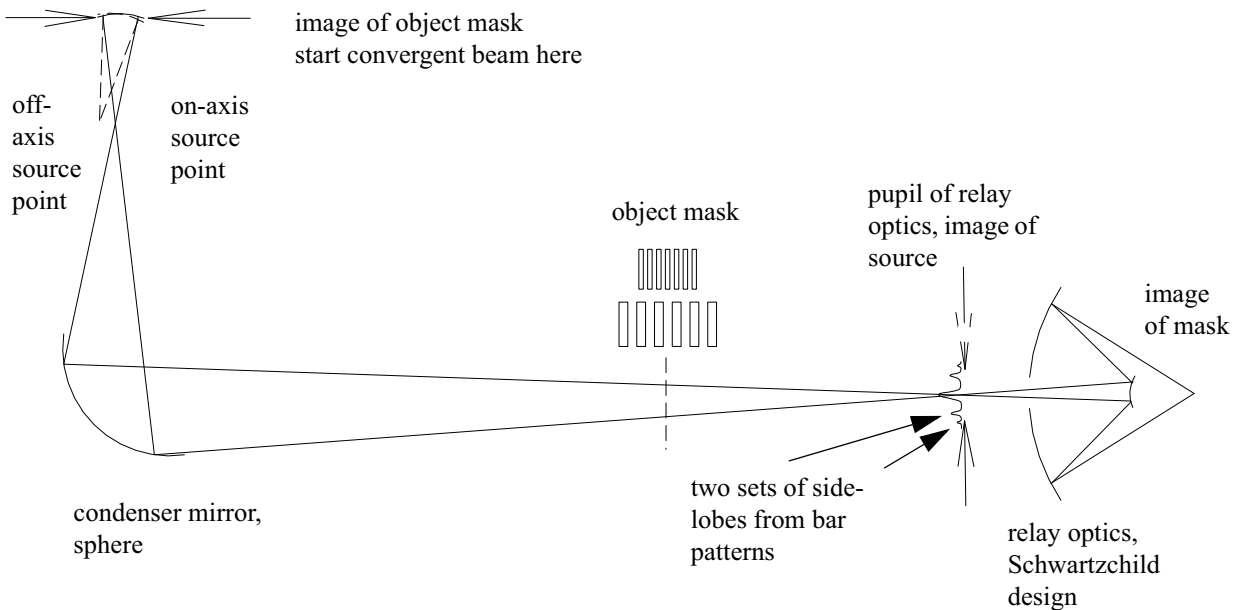 image of object mask
start convergent beam here
off-
axis
source
point
on-axis
source
point
object mask
pupil of relay
optics, image of
source
image
of mask
two sets of side-
lobes from bar
patterns
condenser mirror,
sphere
relay optics,
Schwartzchild
design